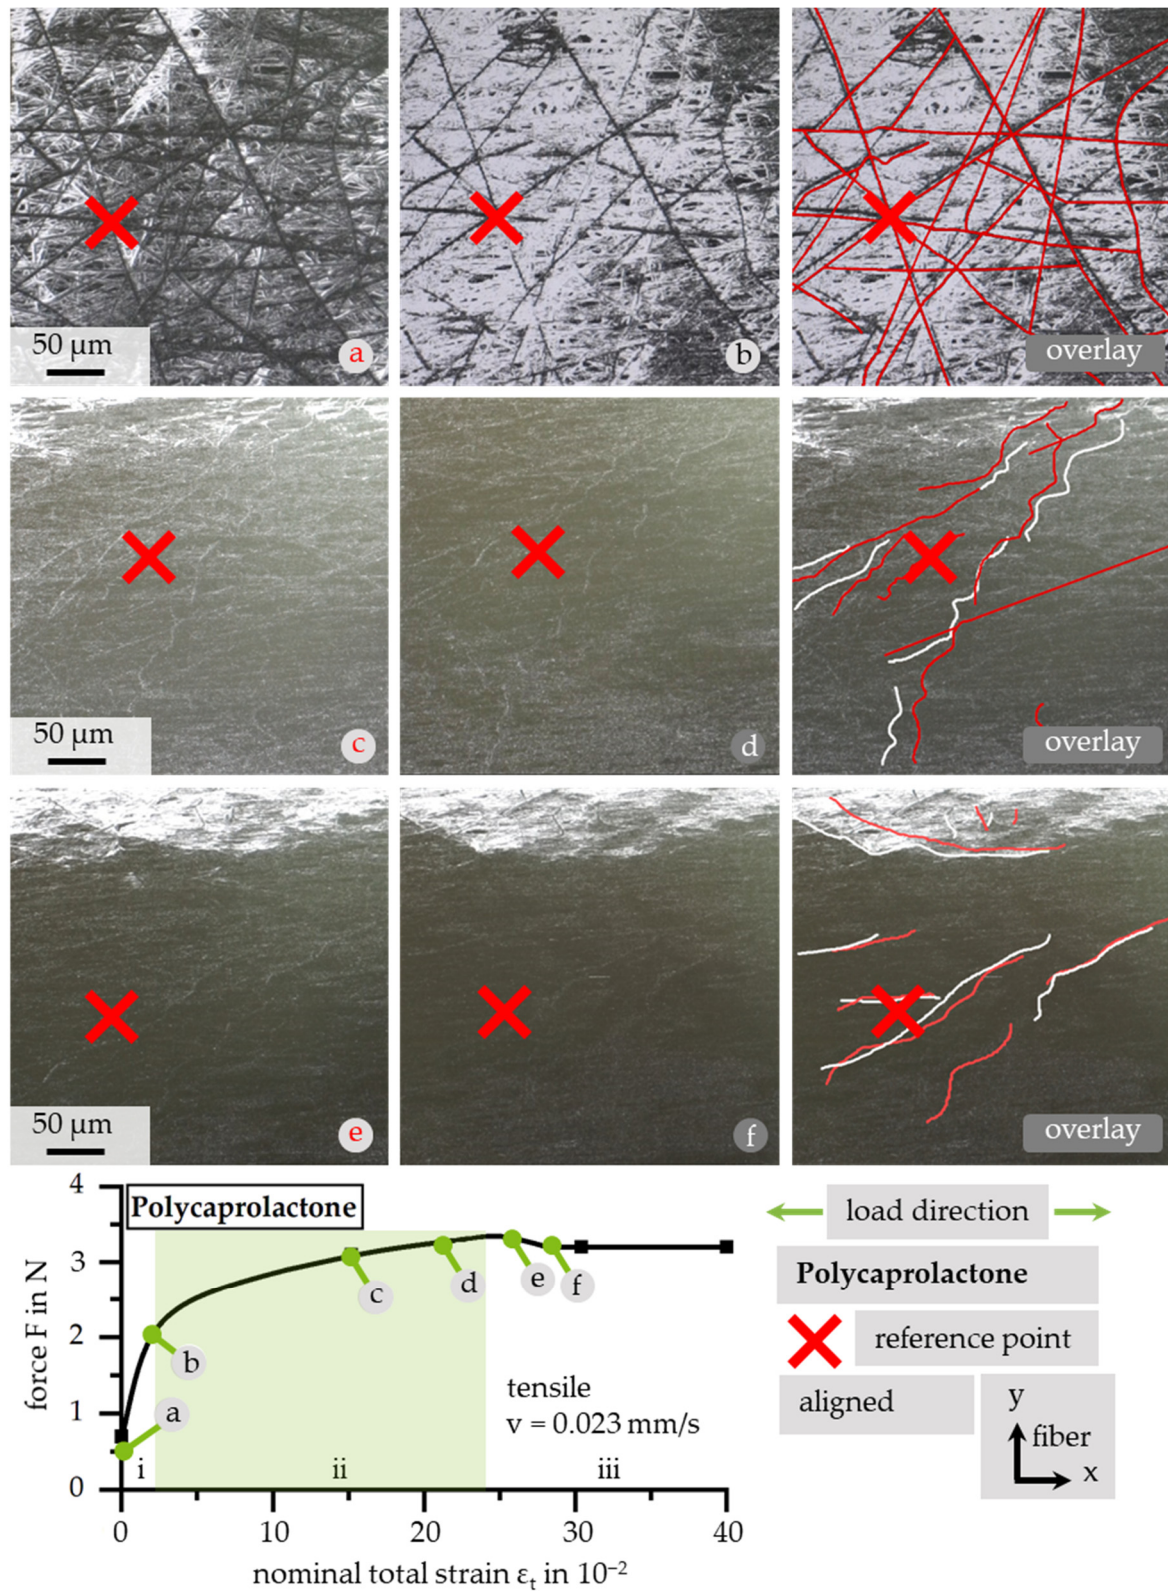 50 µm
a
b
overlay
50 µm
c
d
overlay
50 µm
e
f
overlay
4
3
2
1
0
force F in N
Polycaprolactone
a
b
c
d
e
f
tensile
v = 0.023 mm/s
i
ii
iii
0
10
20
30
40
nominal total strain εt in 10⁻²
load direction
Polycaprolactone
reference point
aligned
y
fiber
x